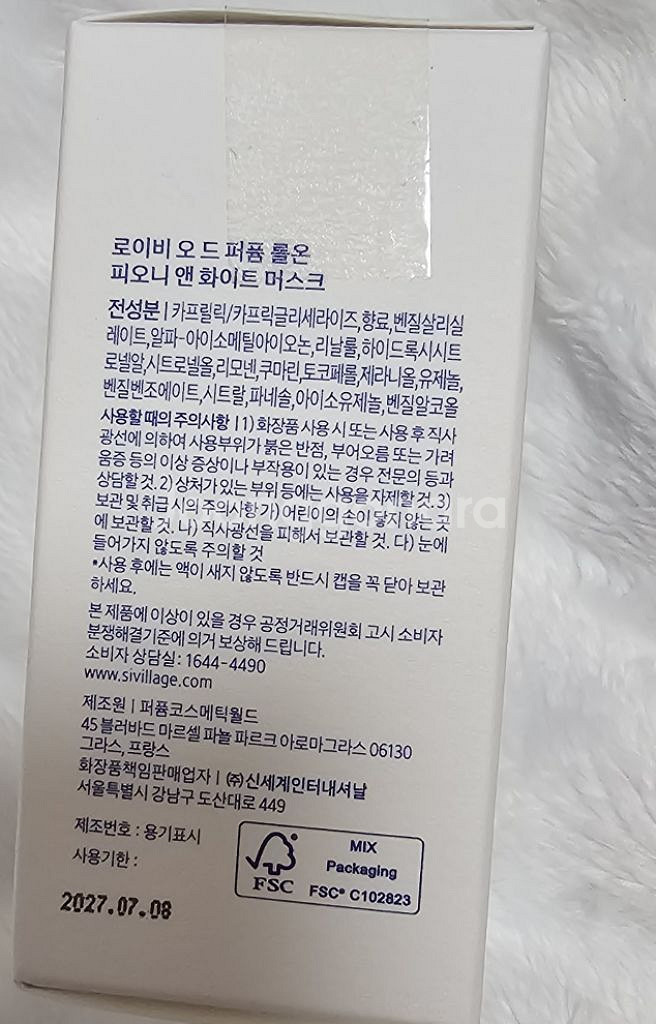 로이비 오 드 퍼퓸 롤온
피오니 앤 화이트 머스크
전성분 | 카프릴릭/카프릭글리세라이즈,향료,벤질살리실
레이트,알파-아이소메틸아이오논,리날룰,하이드록시시트
로넬알,시트로넬올,리모넨,쿠마린,토코페롤,제라니올,유제놀,
벤질벤조에이트,시트랄,파네솔,아이소유제놀,벤질알코올
사용할 때의 주의사항 | 1) 화장품 사용 시 또는 사용 후 직사
광선에 의하여 사용부위가 붉은 반점, 부어오름 또는 가려
움증 등의 이상 증상이나 부작용이 있는 경우 전문의 등과
상담할 것. 2) 상처가 있는 부위 등에는 사용을 자제할 것. 3)
보관 및 취급 시의 주의사항 가) 어린이의 손이 닿지 않는 곳
에 보관할 것. 나) 직사광선을 피해서 보관할 것. 다) 눈에
들어가지 않도록 주의할 것
*사용 후에는 액이 새지 않도록 반드시 캡을 꼭 닫아 보관
하세요.
본 제품에 이상이 있을 경우 공정거래위원회 고시 소비자
분쟁해결기준에 의거 보상해 드립니다.
소비자 상담실: 1644-4490
www.sivillage.com
제조원 | 퍼퓸코스메틱월드
45 블러바드 마르셀 파뇰 파르크 아로마그라스 06130
그라스, 프랑스
화장품책임판매업자 | ㈜신세계인터내셔날
서울특별시 강남구 도산대로 449
제조번호 : 용기표시
사용기한 :
2027.07.08
FSC
MIX
Packaging
FSC® C102823